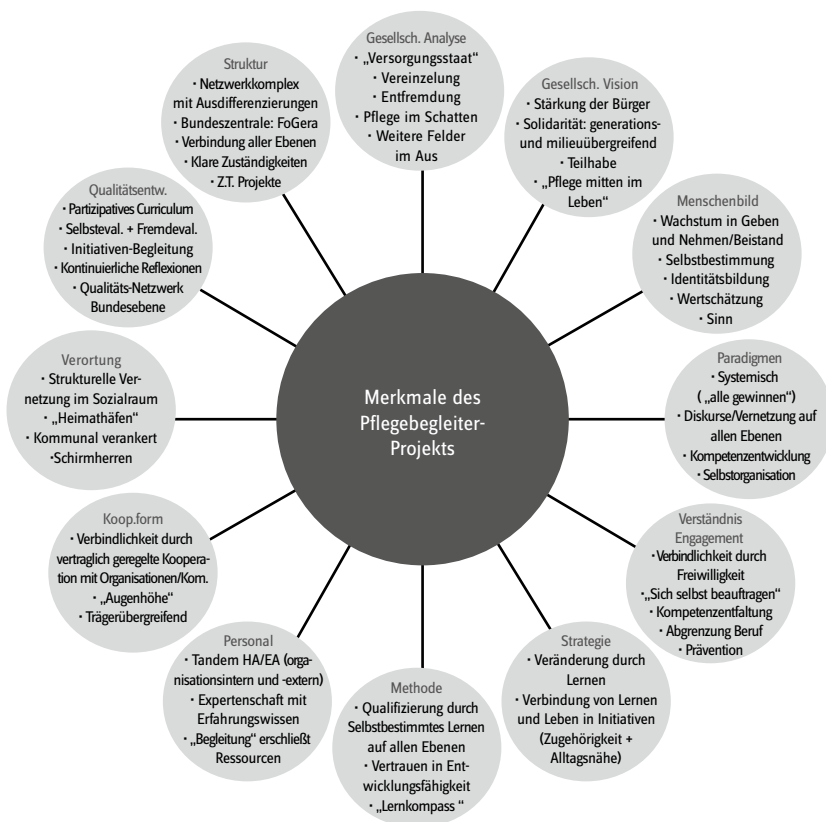 Gesellsch. Analyse
· „Versorgungsstaat“
· Vereinzelung
· Entfremdung
· Pflege im Schatten
· Weitere Felder
im Aus
Gesellsch. Vision
· Stärkung der Bürger
· Solidarität: generations-
und milieuübergreifend
· Teilhabe
· „Pflege mitten im
Leben“
Menschenbild
· Wachstum in Geben
und Nehmen/Beistand
· Selbstbestimmung
· Identitätsbildung
· Wertschätzung
· Sinn
Paradigmen
· Systemisch
( „alle gewinnen“)
· Diskurse/Vernetzung auf
allen Ebenen
· Kompetenzentwicklung
· Selbstorganisation
Verständnis
Engagement
·Verbindlichkeit durch
Freiwilligkeit
·„Sich selbst beauftragen“
· Kompetenzentfaltung
· Abgrenzung Beruf
· Prävention
Strategie
· Veränderung durch
Lernen
· Verbindung von Lernen
und Leben in Initiativen
(Zugehörigkeit +
Alltagsnähe)
Methode
· Qualifizierung durch
Selbstbestimmtes Lernen
auf allen Ebenen
· Vertrauen in Ent-
wicklungsfähigkeit
· „Lernkompass “
Personal
· Tandem HA/EA (orga-
nisationsintern und -extern)
· Expertenschaft mit
Erfahrungswissen
· „Begleitung“ erschließt
Ressourcen
Koop.form
· Verbindlichkeit durch
vertraglich geregelte Koopera-
tion mit Organisationen/Kom.
· „Augenhöhe“
· Trägerübergreifend
Verortung
· Strukturelle Ver-
netzung im Sozialraum
· „Heimathäfen“
· Kommunal verankert
·Schirmherren
Qualitätsentw.
· Partizipatives Curriculum
· Selbsteval. + Fremdeval.
· Initiativen-Begleitung
· Kontinuierliche Reflexionen
· Qualitäts-Netzwerk
Bundesebene
Struktur
· Netzwerkkomplex
mit Ausdifferenzierungen
· Bundeszentrale: FoGera
· Verbindung aller Ebenen
· Klare Zuständigkeiten
· Z.T. Projekte
Merkmale des
Pflegebegleiter-
Projekts